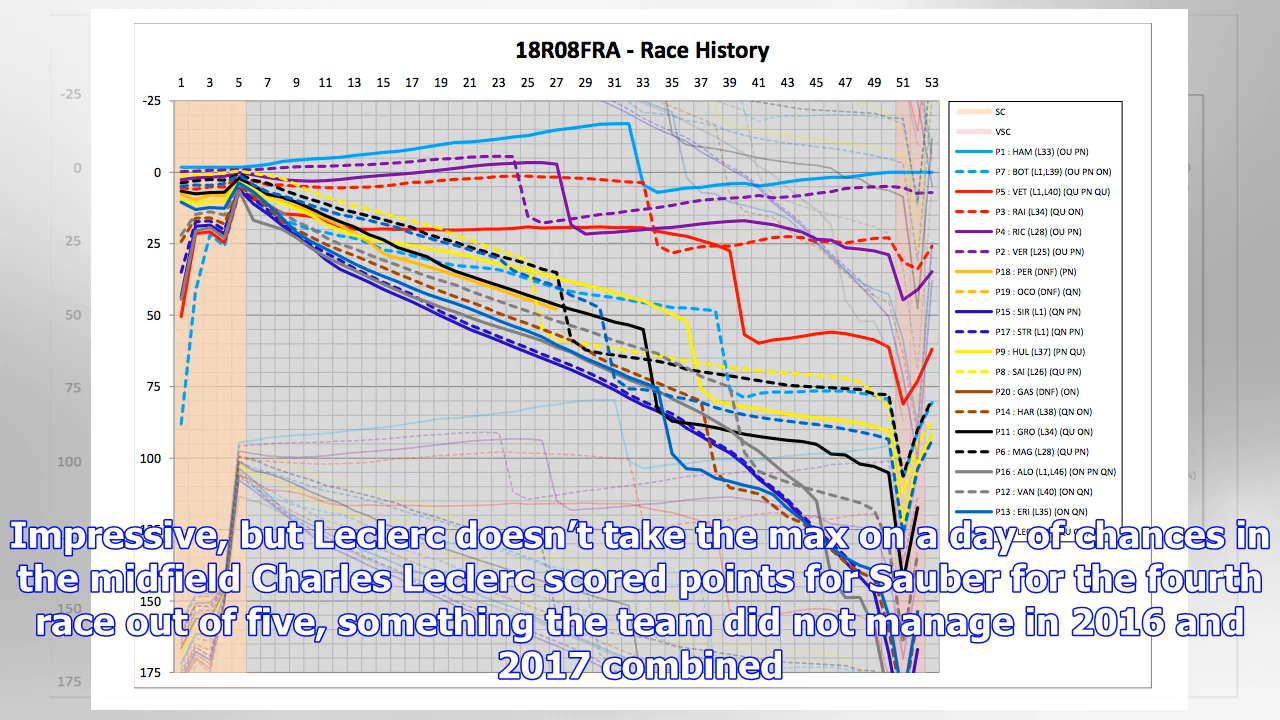 18R08FRA - Race History
1 3 5 7 9 11 13 15 17 19 21 23 25 27 29 31 33 35 37 39 41 43 45 47 49 51 53
-25
0
25
50
75
100
150
175
-25
0
25
50
75
100
150
175
SC
VSC
P1 : HAM (L33) (OU PN)
P7 : BOT (L1,L39) (OU PN ON)
P5 : VET (L1,L40) (QU PN QU)
P3 : RAI (L34) (QU ON)
P4 : RIC (L28) (OU PN)
P2 : VER (L25) (OU PN)
P18 : PER (DNF) (PN)
P19 : OCO (DNF) (QN)
P15 : SIR (L1) (QN PN)
P17 : STR (L1) (QN PN)
P9 : HUL (L37) (PN QU)
P8 : SAI (L26) (QU PN)
P20 : GAS (DNF) (ON)
P14 : HAR (L38) (QN ON)
P11 : GRO (L34) (QU ON)
P6 : MAG (L28) (QU PN)
P16 : ALO (L1,L46) (ON PN QN)
P12 : VAN (L40) (ON QN)
P13 : ERI (L35) (ON QN)
Impressive, but Leclerc doesn’t take the max on a day of chances in
the midfield Charles Leclerc scored points for Sauber for the fourth
race out of five, something the team did not manage in 2016 and
2017 combined